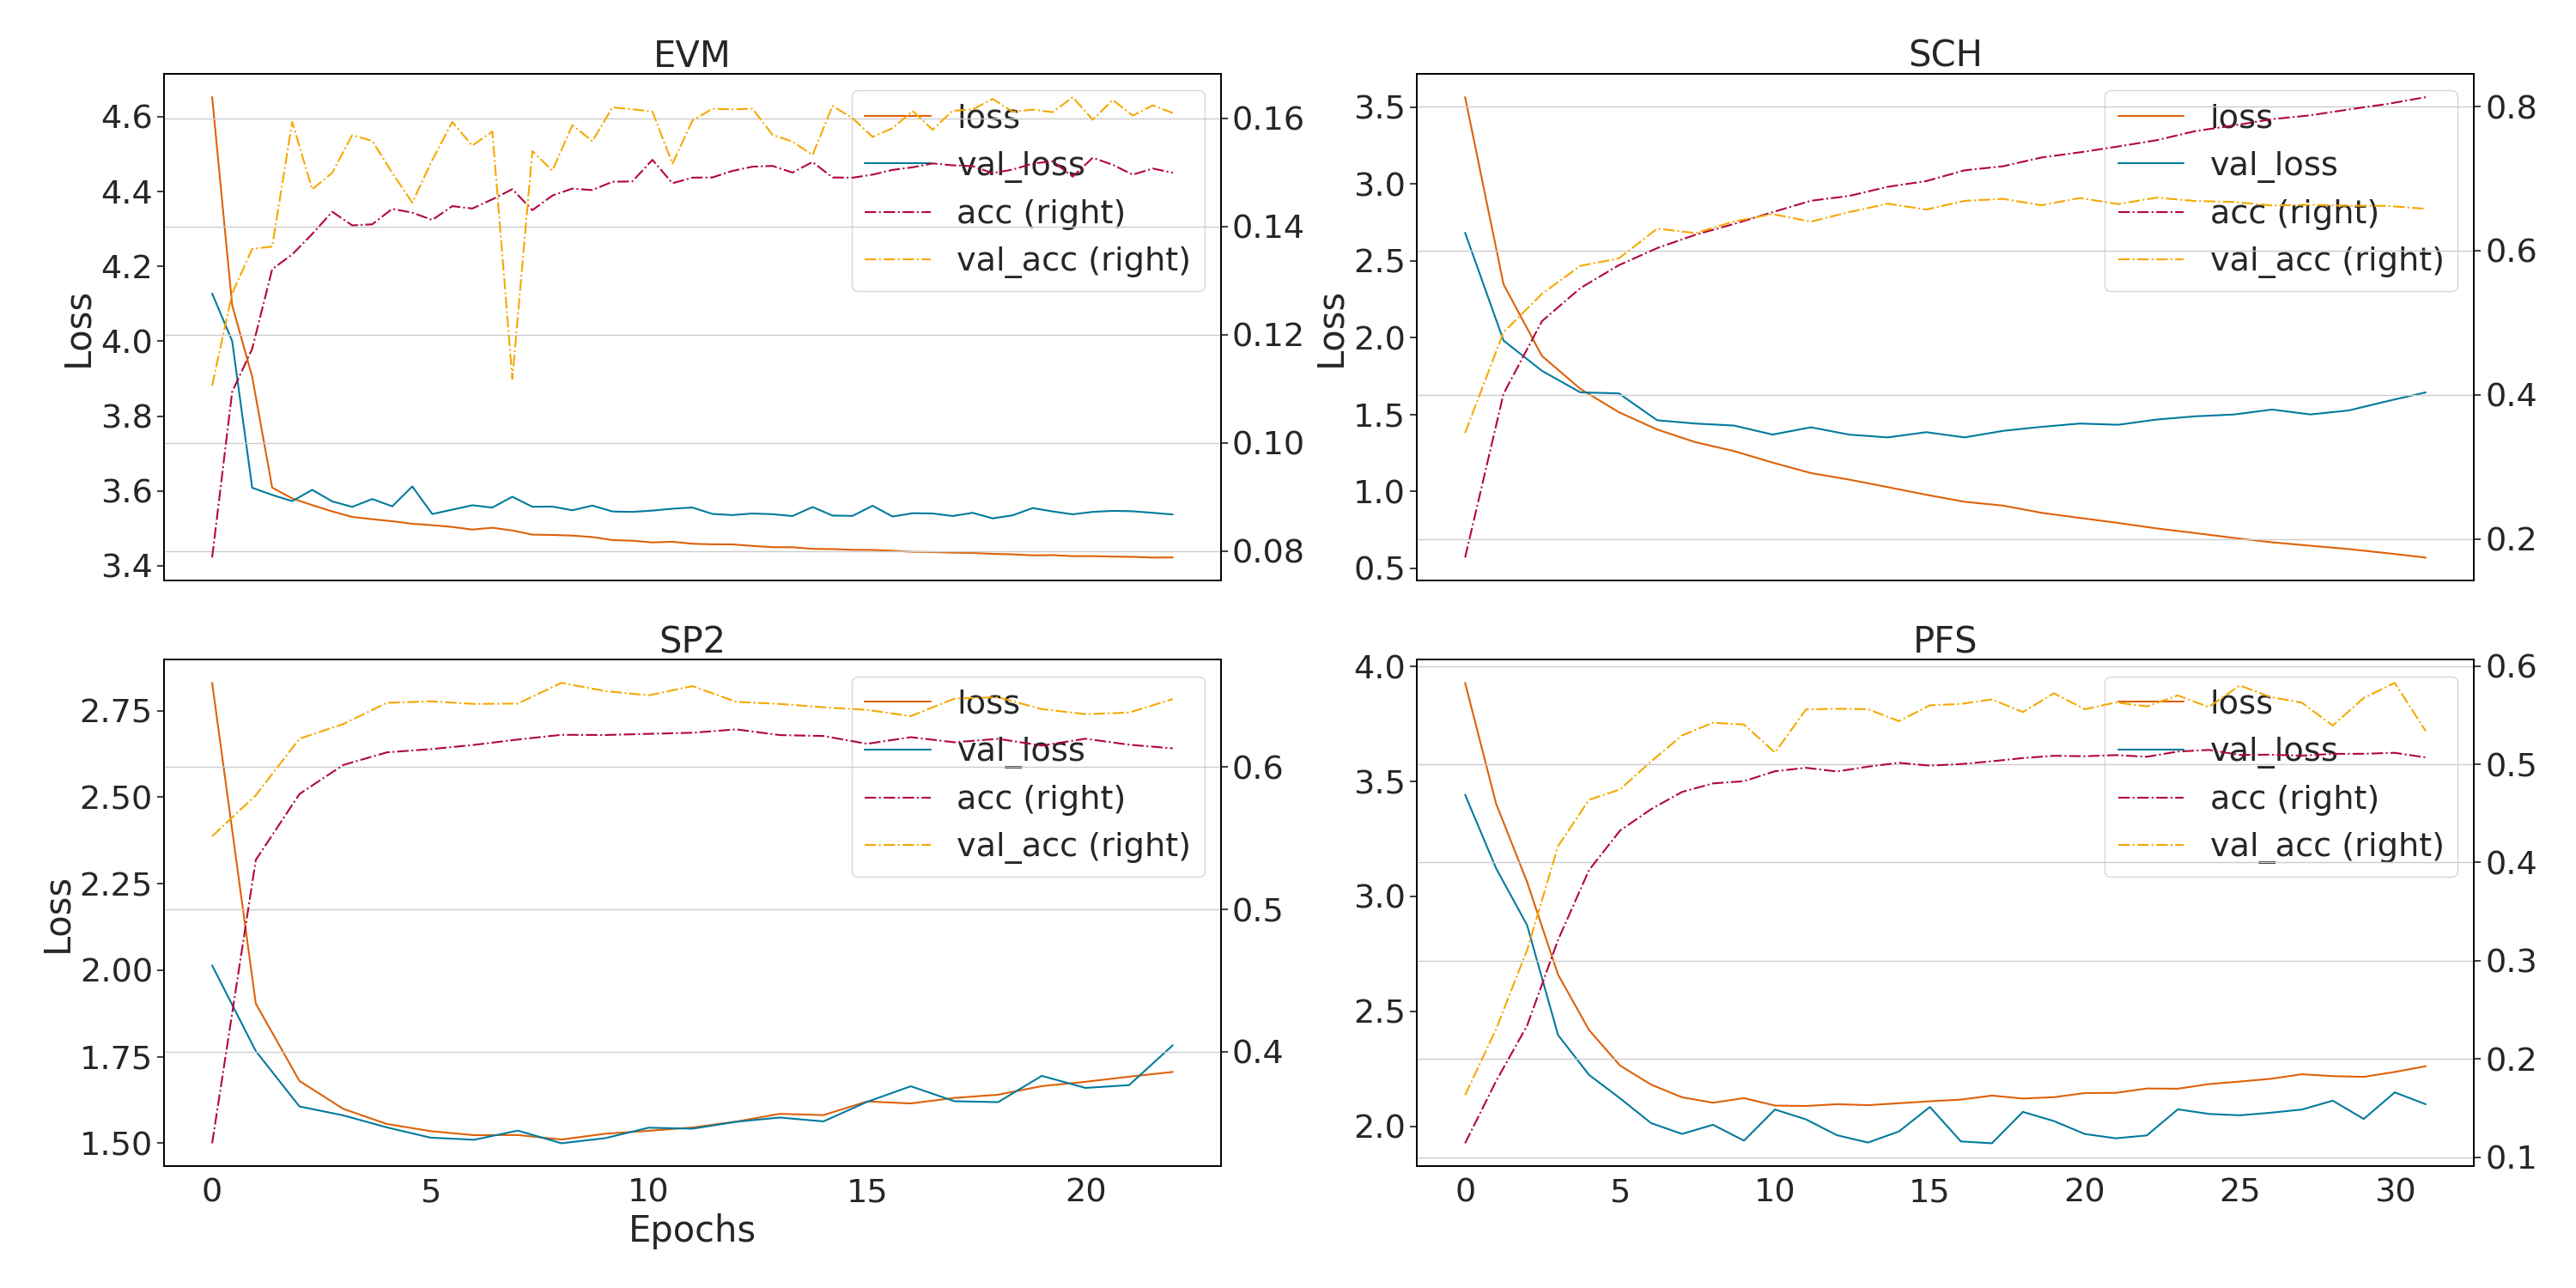 EVM
4.6
4.4
4.2
4.0
3.8
3.6
3.4
Loss
0.16
0.14
0.12
0.10
0.08
loss
val_loss
acc (right)
val_acc (right)
SCH
3.5
3.0
2.5
2.0
1.5
1.0
0.5
Loss
0.8
0.6
0.4
0.2
loss
val_loss
acc (right)
val_acc (right)
SP2
2.75
2.50
2.25
2.00
1.75
1.50
Loss
0.6
0.5
0.4
loss
val_loss
acc (right)
val_acc (right)
0 5 10 15 20
Epochs
PFS
4.0
3.5
3.0
2.5
2.0
0.6
0.5
0.4
0.3
0.2
0.1
loss
val_loss
acc (right)
val_acc (right)
0 5 10 15 20 25 30